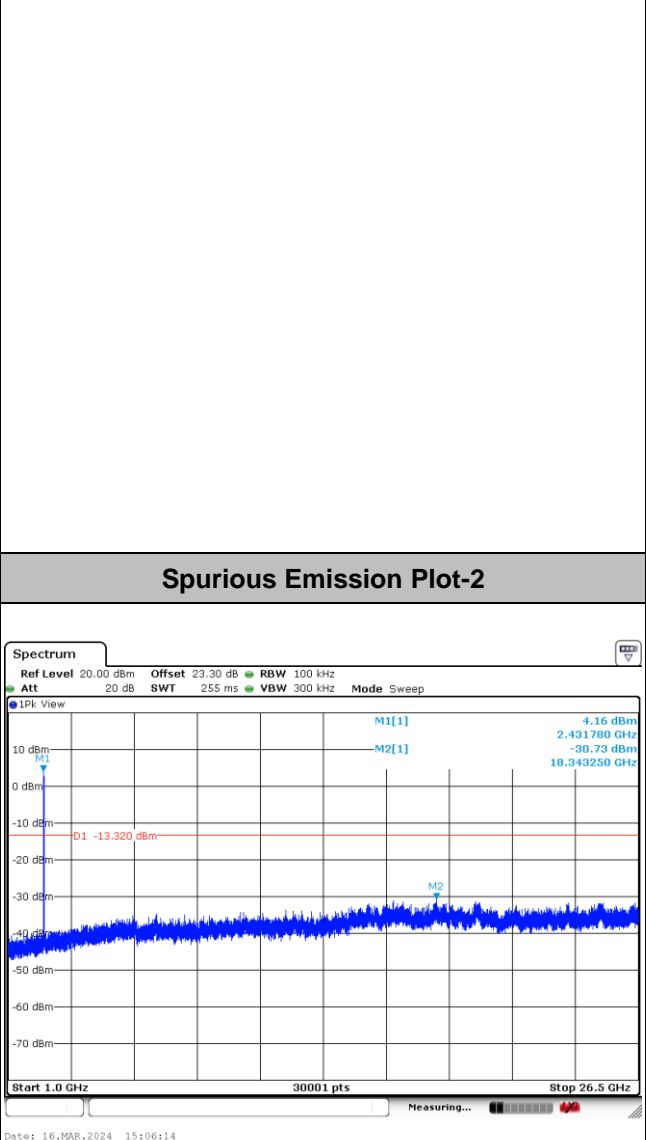 Spurious Emission Plot-2
Spectrum
Ref Level 20.00 dBm Offset 23.30 dB RBW 100 kHz
Att 20 dB SWT 255 ms VBW 300 kHz Mode Sweep
1Pk View
M1[1] 4.16 dBm
2.431780 GHz
10 dBm M2[1] -30.73 dBm
M1 18.343250 GHz
0 dBm
-10 dBm
D1 -13.320 dBm
-20 dBm
M2
-30 dBm
-40 dBm
-50 dBm
-60 dBm
-70 dBm
Start 1.0 GHz 30001 pts Stop 26.5 GHz
Measuring...
Date: 16.MAR.2024 15:06:14